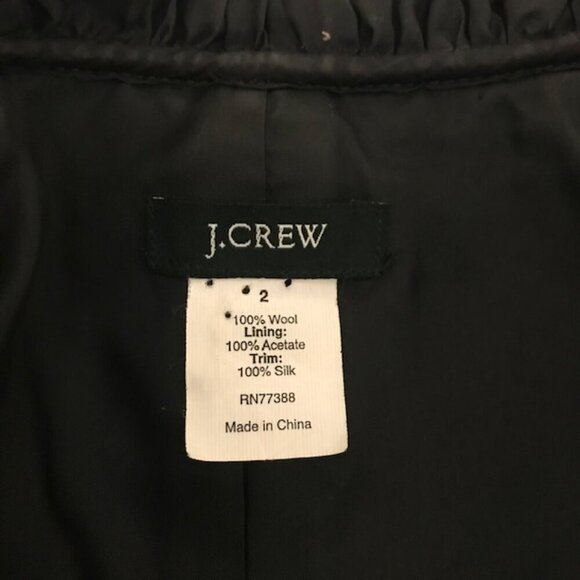 J.CREW
2
100% Wool
Lining:
100% Acetate
Trim:
100% Silk
RN77388
Made in China